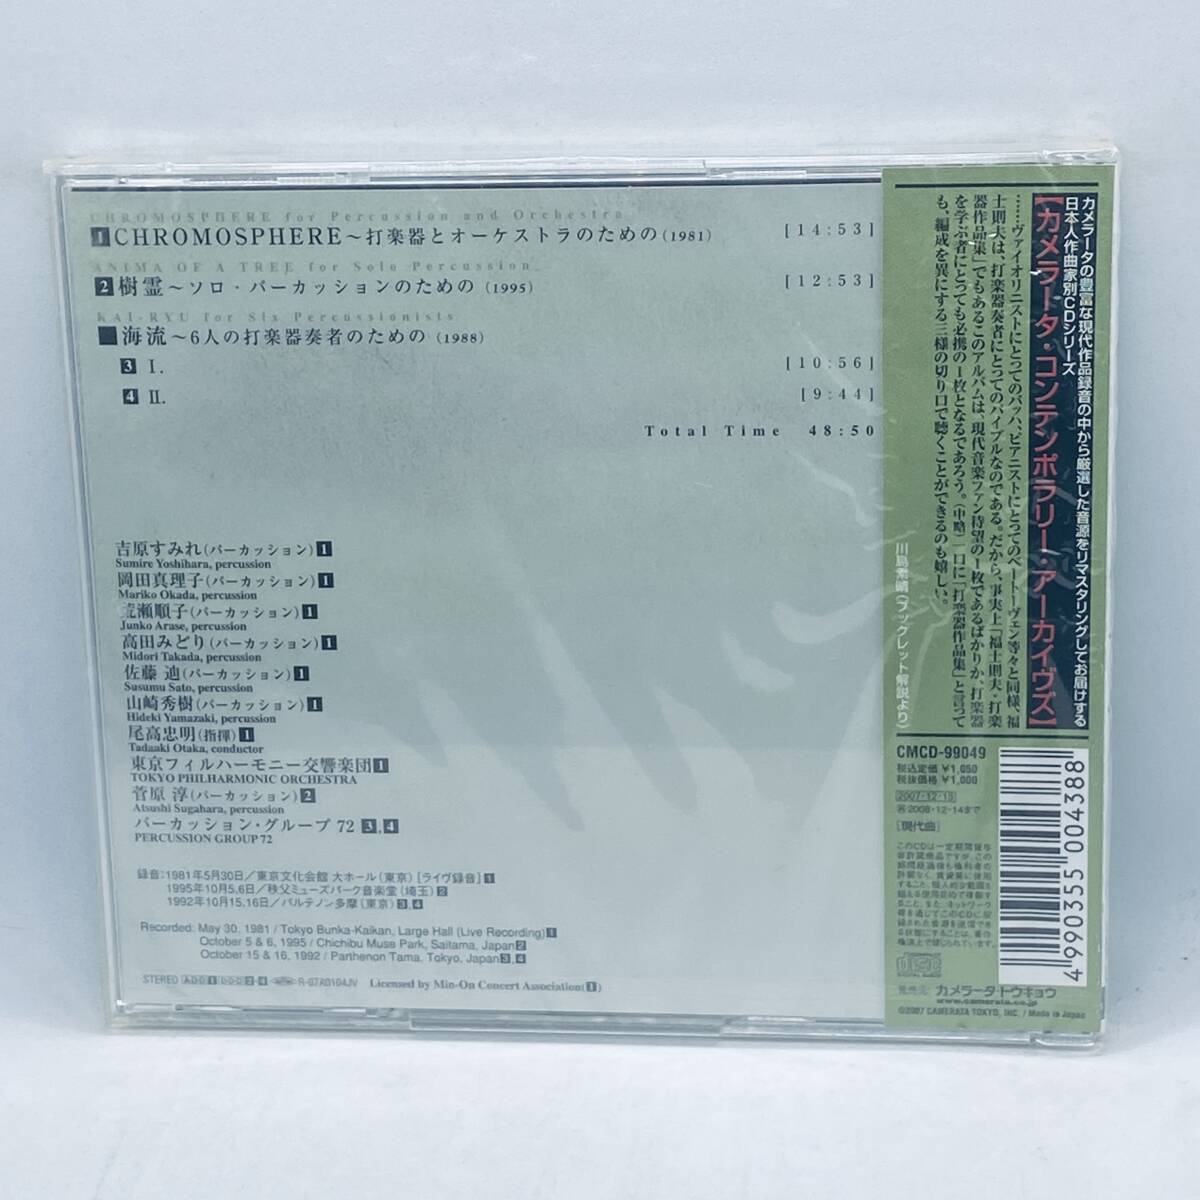 CHROMOSPHERE for Percussion and Orchestra
1 CHROMOSPHERE～打楽器とオーケストラのための (1981) [14:53]
ANIMA OF A TREE for Solo Percussion
2 樹霊～ソロ・パーカッションのための (1995) [12:53]
KAI-RYU for Six Percussionists
■海流～6人の打楽器奏者のための (1988)
3 I. [10:56]
4 II. [9:44]
Total Time 48:50
吉原すみれ(パーカッション) 1
Sumire Yoshihara, percussion
岡田真理子(パーカッション) 1
Mariko Okada, percussion
荒瀬順子(パーカッション) 1
Junko Arase, percussion
高田みどり(パーカッション) 1
Midori Takada, percussion
佐藤 迪(パーカッション) 1
Susumu Sato, percussion
山崎秀樹(パーカッション) 1
Hideki Yamazaki, percussion
尾高忠明(指揮) 1
Tadaaki Otaka, conductor
東京フィルハーモニー交響楽団 1
TOKYO PHILHARMONIC ORCHESTRA
菅原 淳(パーカッション) 2
Atsushi Sugahara, percussion
パーカッション・グループ 72 3, 4
PERCUSSION GROUP 72
録音：1981年5月30日／東京文化会館 大ホール（東京）[ライヴ録音] 1
1995年10月5,6日／秩父ミューズパーク音楽堂（埼玉）2
1992年10月15,16日／パルテノン多摩（東京）3, 4
Recorded: May 30, 1981 / Tokyo Bunka-Kaikan, Large Hall (Live Recording) 1
October 5 & 6, 1995 / Chichibu Muse Park, Saitama, Japan 2
October 15 & 16, 1992 / Parthenon Tama, Tokyo, Japan 3, 4
STEREO ADD 1 DDD 2-4 R-07A0104JV Licensed by Min-On Concert Association (1)
カメラータの豊富な現代作品録音の中から厳選した音源をリマスタリングしてお届けする
日本人作曲家別CDシリーズ
【カメラータ・コンテンポラリー・アーカイヴズ】
……ヴァイオリニストにとってのバッハ、ピアニストにとってのベートーヴェン等々と同様、福
士則夫は、打楽器奏者にとってのバイブルなのである。だから、事実上「福士則夫・打楽
器作品集」でもあるこのアルバムは、現代音楽ファン待望の1枚であるばかりか、打楽器
を学ぶ者にとっても必携の1枚となるであろう。（中略）一口に「打楽器作品集」と言って
も、編成を異にする三様の切り口で聴くことができるのも嬉しい。
川島素晴（ブックレット解説より）
CMCD-99049
税込定価 ¥1,050
税抜価格 ¥1,000
2007・12・15
再2008・12・14まで
[現代曲]
4 990355 004388
DISC
DIGITAL AUDIO
発売元 カメラータ・トウキョウ
www.camerata.co.jp
©2007 CAMERATA TOKYO, INC. / Made in Japan